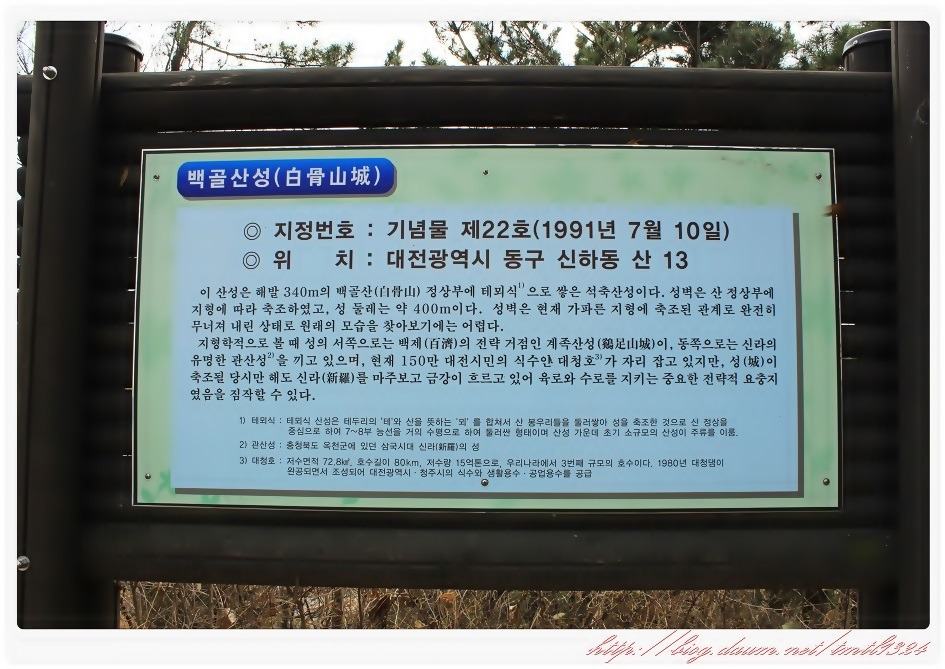 백골산성(白骨山城)
◎ 지정번호 : 기념물 제22호(1991년 7월 10일)
◎ 위 치 : 대전광역시 동구 신하동 산 13
이 산성은 해발 340m의 백골산(白骨山) 정상부에 테뫼식1)으로 쌓은 석축산성이다. 성벽은 산 정상부에
지형에 따라 축조하였고, 성 둘레는 약 400m이다. 성벽은 현재 가파른 지형에 축조된 관계로 완전히
무너져 내린 상태로 원래의 모습을 찾아보기에는 어렵다.
지형학적으로 볼 때 성의 서쪽으로는 백제(百濟)의 전략 거점인 계족산성(鷄足山城)이, 동쪽으로는 신라의
유명한 관산성2)을 끼고 있으며, 현재 150만 대전시민의 식수인 대청호3)가 자리 잡고 있지만, 성(城)이
축조될 당시만 해도 신라(新羅)를 마주보고 금강이 흐르고 있어 육로와 수로를 지키는 중요한 전략적 요충지
였음을 짐작할 수 있다.
1) 테뫼식 : 테뫼식 산성은 테두리의 '테'와 산을 뜻하는 '뫼' 를 합쳐서 산 봉우리들을 둘러쌓아 성을 축조한 것으로 신 정상을
중심으로 하여 7~8부 능선을 거의 수평으로 하여 둘러싼 형태이며 산성 가운데 초기 소규모의 산성이 주류를 이룸.
2) 관산성 : 충청북도 옥천군에 있던 삼국시대 신라(新羅)의 성
3) 대청호 : 저수면적 72.8㎢, 호수길이 80km, 저수량 15억톤으로, 우리나라에서 3번째 규모의 호수이다. 1980년 대청댐이
완공되면서 조성되어 대전광역시·청주시의 식수와 생활용수·공업용수를 공급
http://blog.daum.net/tmtl9324